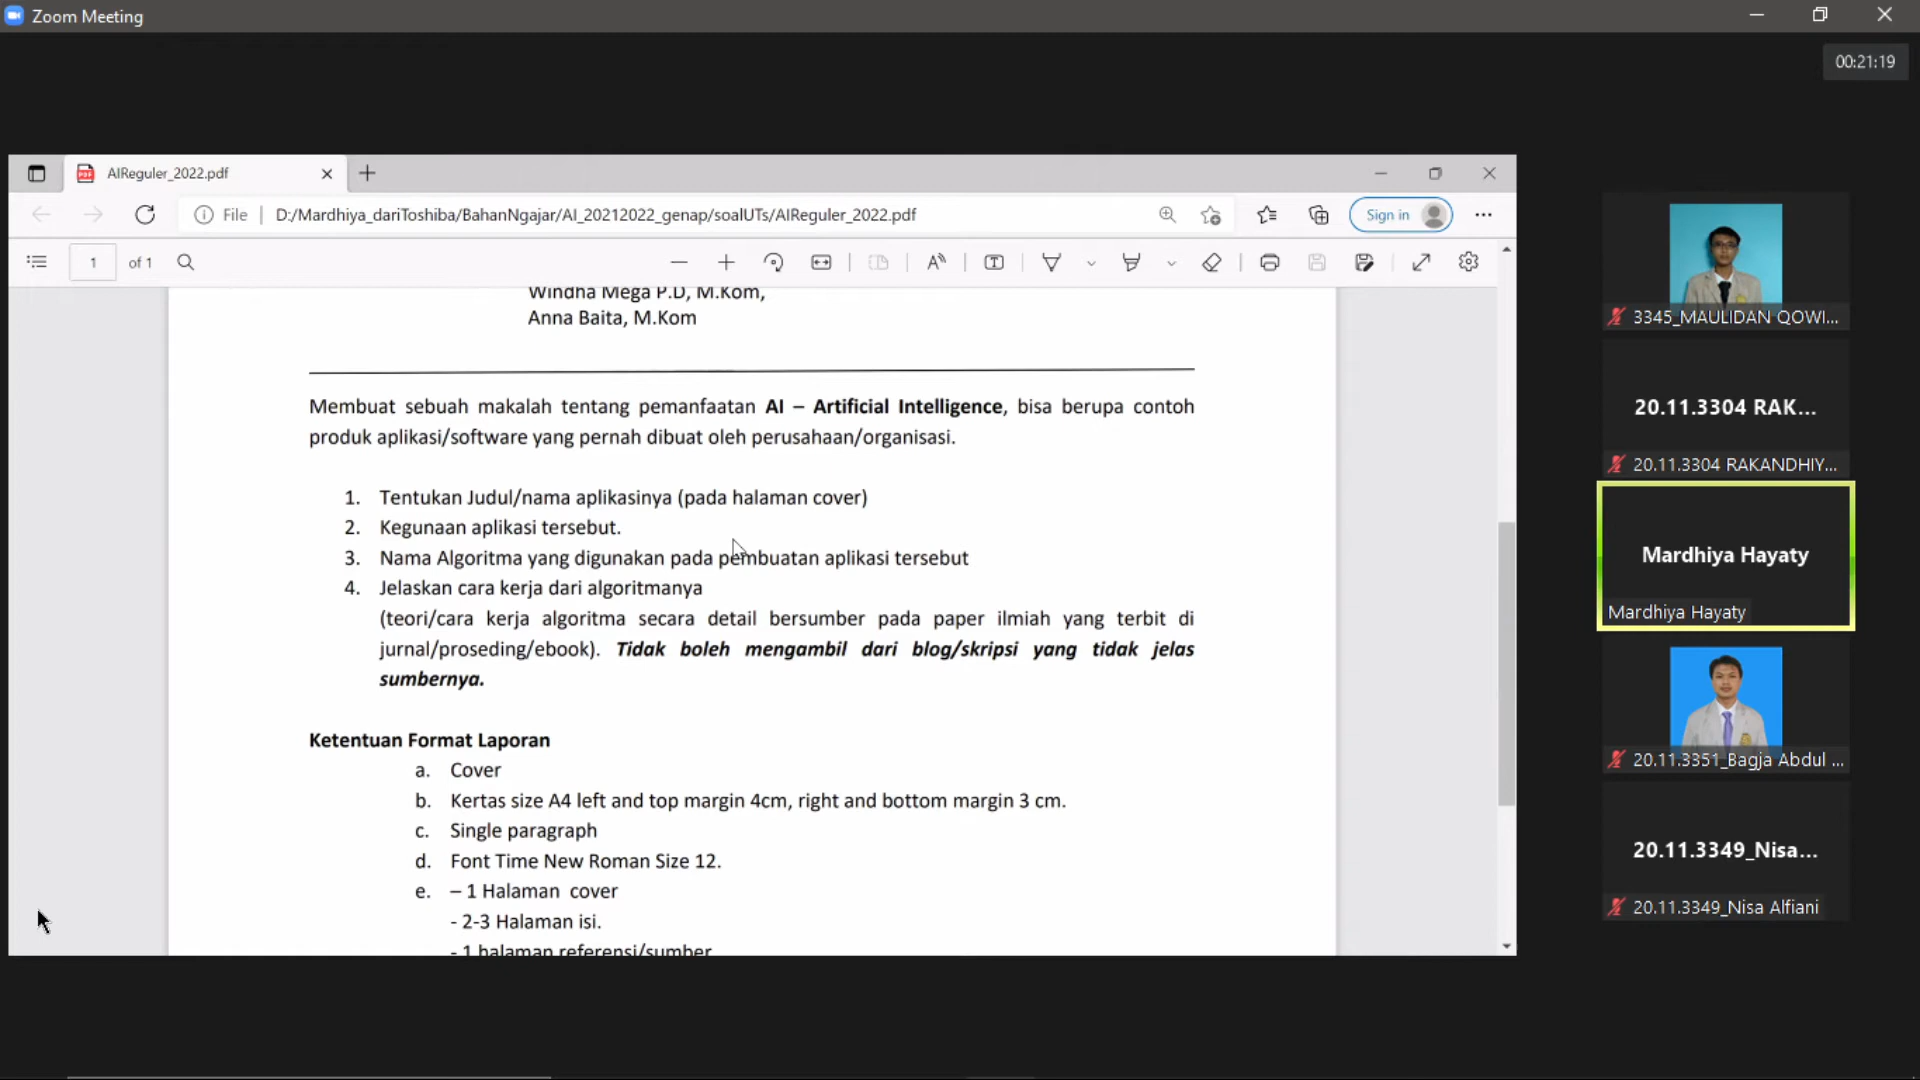 Zoom Meeting
00:21:19
AIReguler_2022.pdf
File | D:/Mardhiya_dariToshiba/BahanNgajar/AI_20212022_genap/soalUTs/AIReguler_2022.pdf
Sign in
1 of 1
Windha Mega P.D, M.Kom,
Anna Baita, M.Kom
Membuat sebuah makalah tentang pemanfaatan AI – Artificial Intelligence, bisa berupa contoh
produk aplikasi/software yang pernah dibuat oleh perusahaan/organisasi.
1. Tentukan Judul/nama aplikasinya (pada halaman cover)
2. Kegunaan aplikasi tersebut.
3. Nama Algoritma yang digunakan pada pembuatan aplikasi tersebut
4. Jelaskan cara kerja dari algoritmanya
(teori/cara kerja algoritma secara detail bersumber pada paper ilmiah yang terbit di
jurnal/proseding/ebook). Tidak boleh mengambil dari blog/skripsi yang tidak jelas
sumbernya.
Ketentuan Format Laporan
a. Cover
b. Kertas size A4 left and top margin 4cm, right and bottom margin 3 cm.
c. Single paragraph
d. Font Time New Roman Size 12.
e. – 1 Halaman cover
- 2-3 Halaman isi.
- 1 halaman referensi/sumber
3345_MAULIDAN QOWI...
20.11.3304 RAK...
20.11.3304 RAKANDHIY...
Mardhiya Hayaty
Mardhiya Hayaty
20.11.3351_Bagja Abdul ...
20.11.3349_Nisa...
20.11.3349_Nisa Alfiani